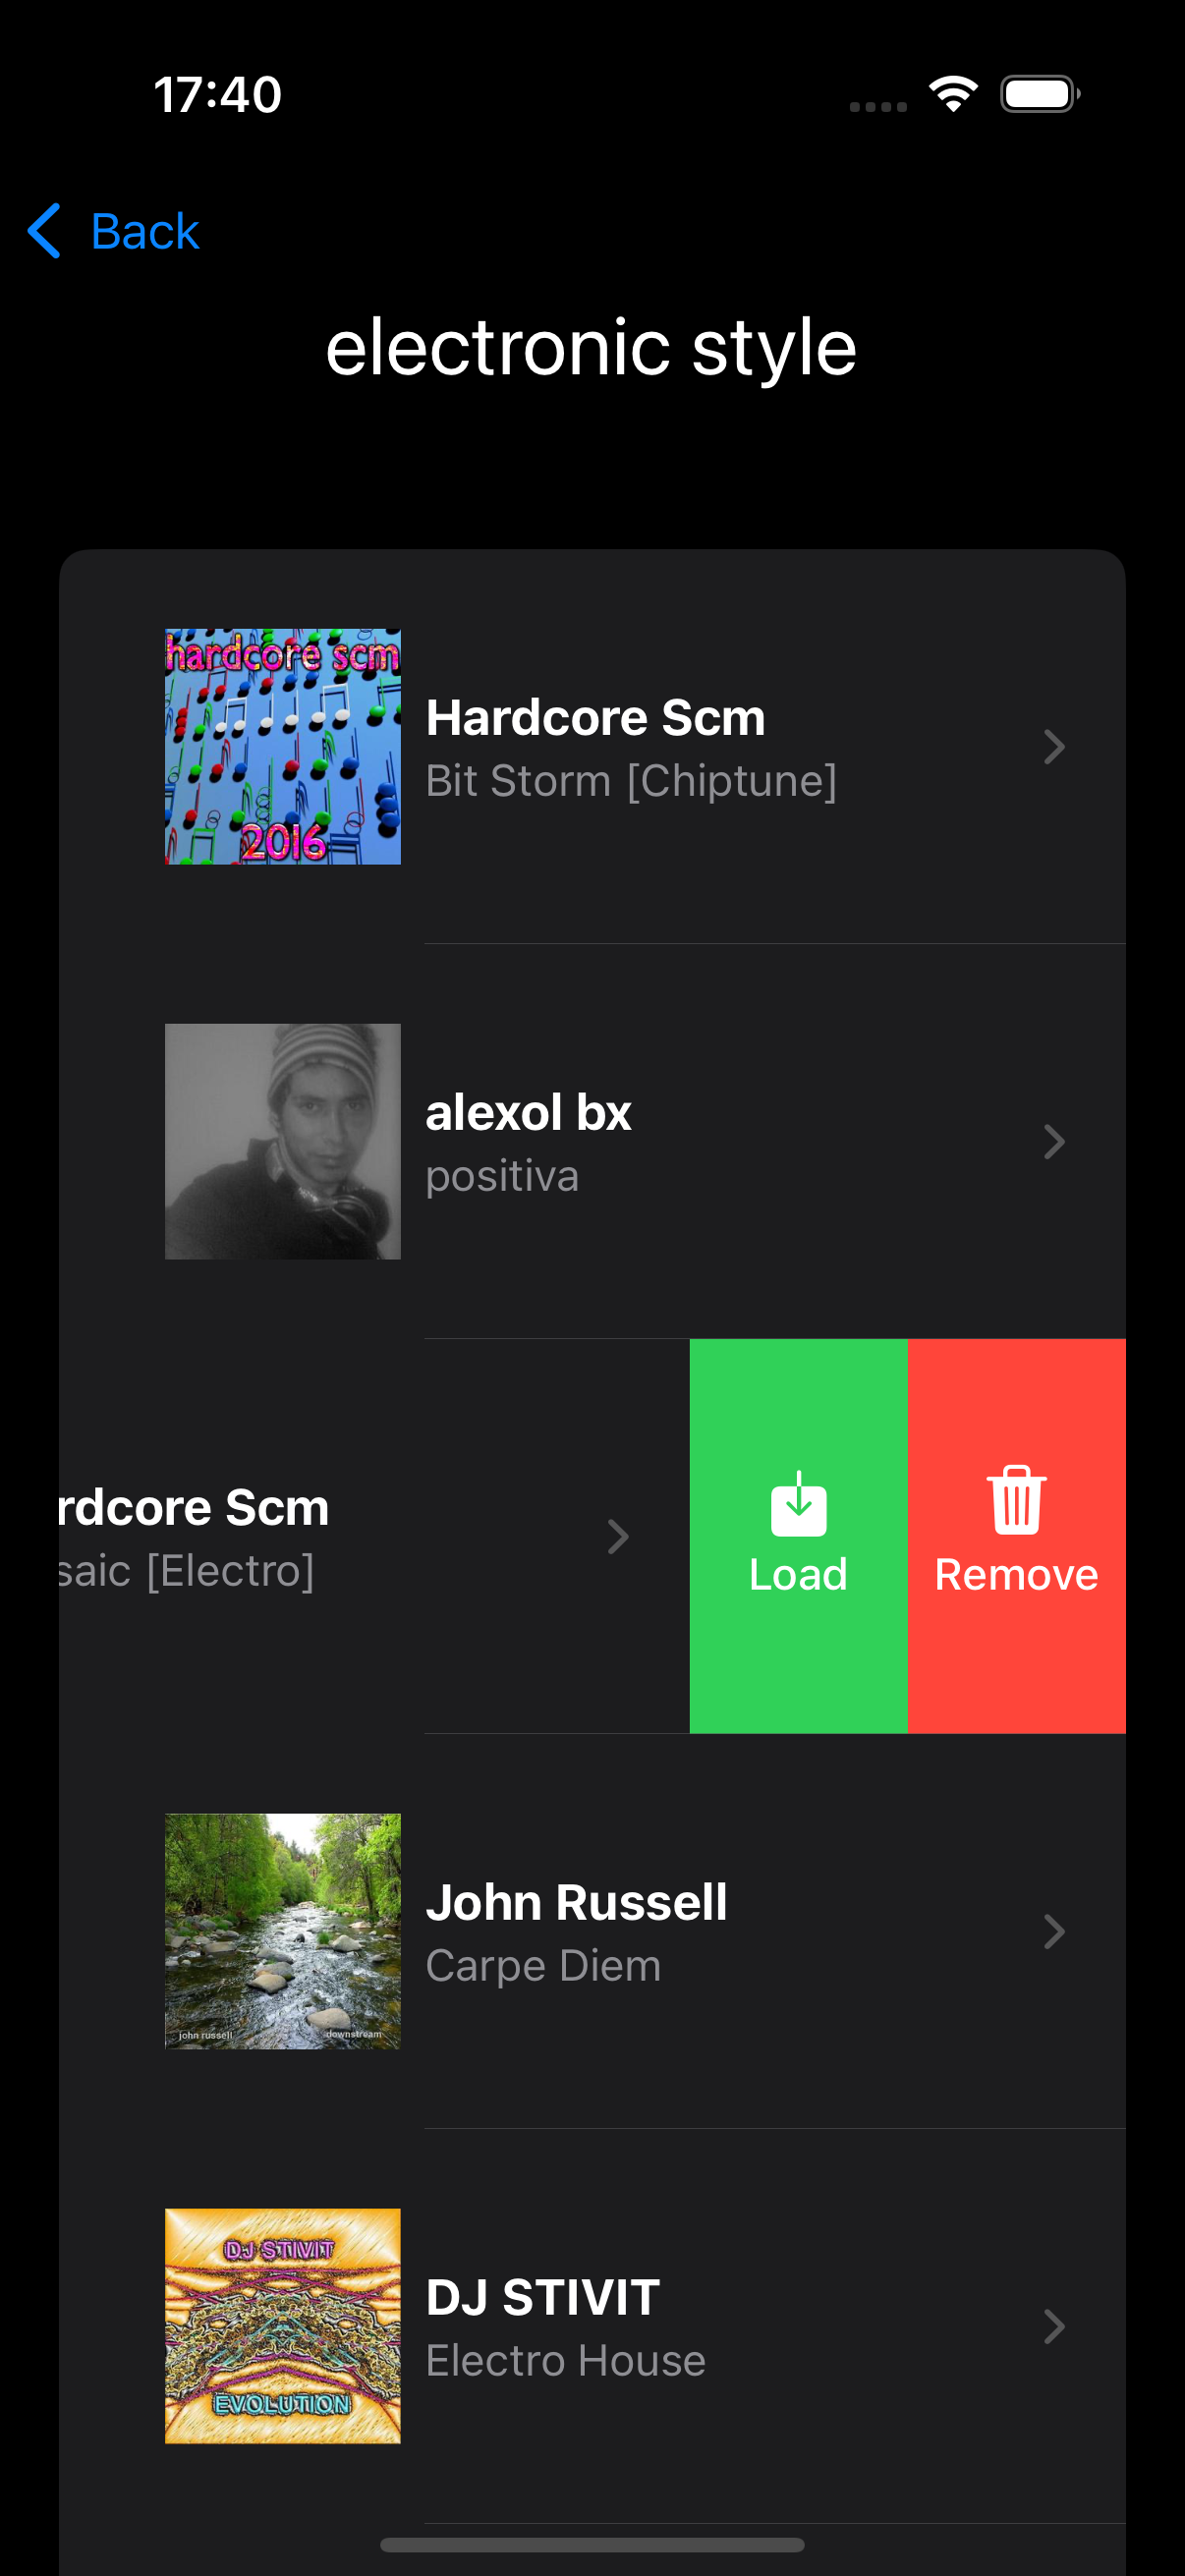 17:40
Back
electronic style
hardcore scm
2016
Hardcore Scm
Bit Storm [Chiptune]
alexol bx
positiva
rdcore Scm
saic [Electro]
Load
Remove
john russell
downstream
John Russell
Carpe Diem
DJ STIVIT
EVOLUTION
DJ STIVIT
Electro House